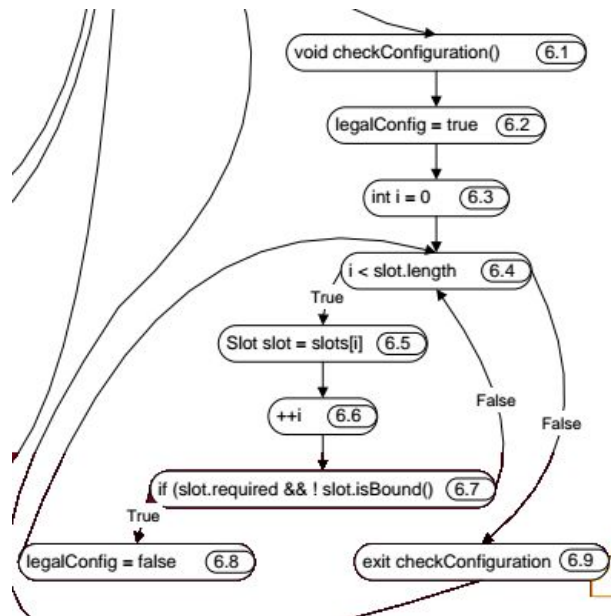 void checkConfiguration() 6.1
legalConfig = true 6.2
int i = 0 6.3
i < slot.length 6.4
True
Slot slot = slots[i] 6.5
++i 6.6
False
False
if (slot.required && ! slot.isBound() 6.7
True
legalConfig = false 6.8
exit checkConfiguration 6.9